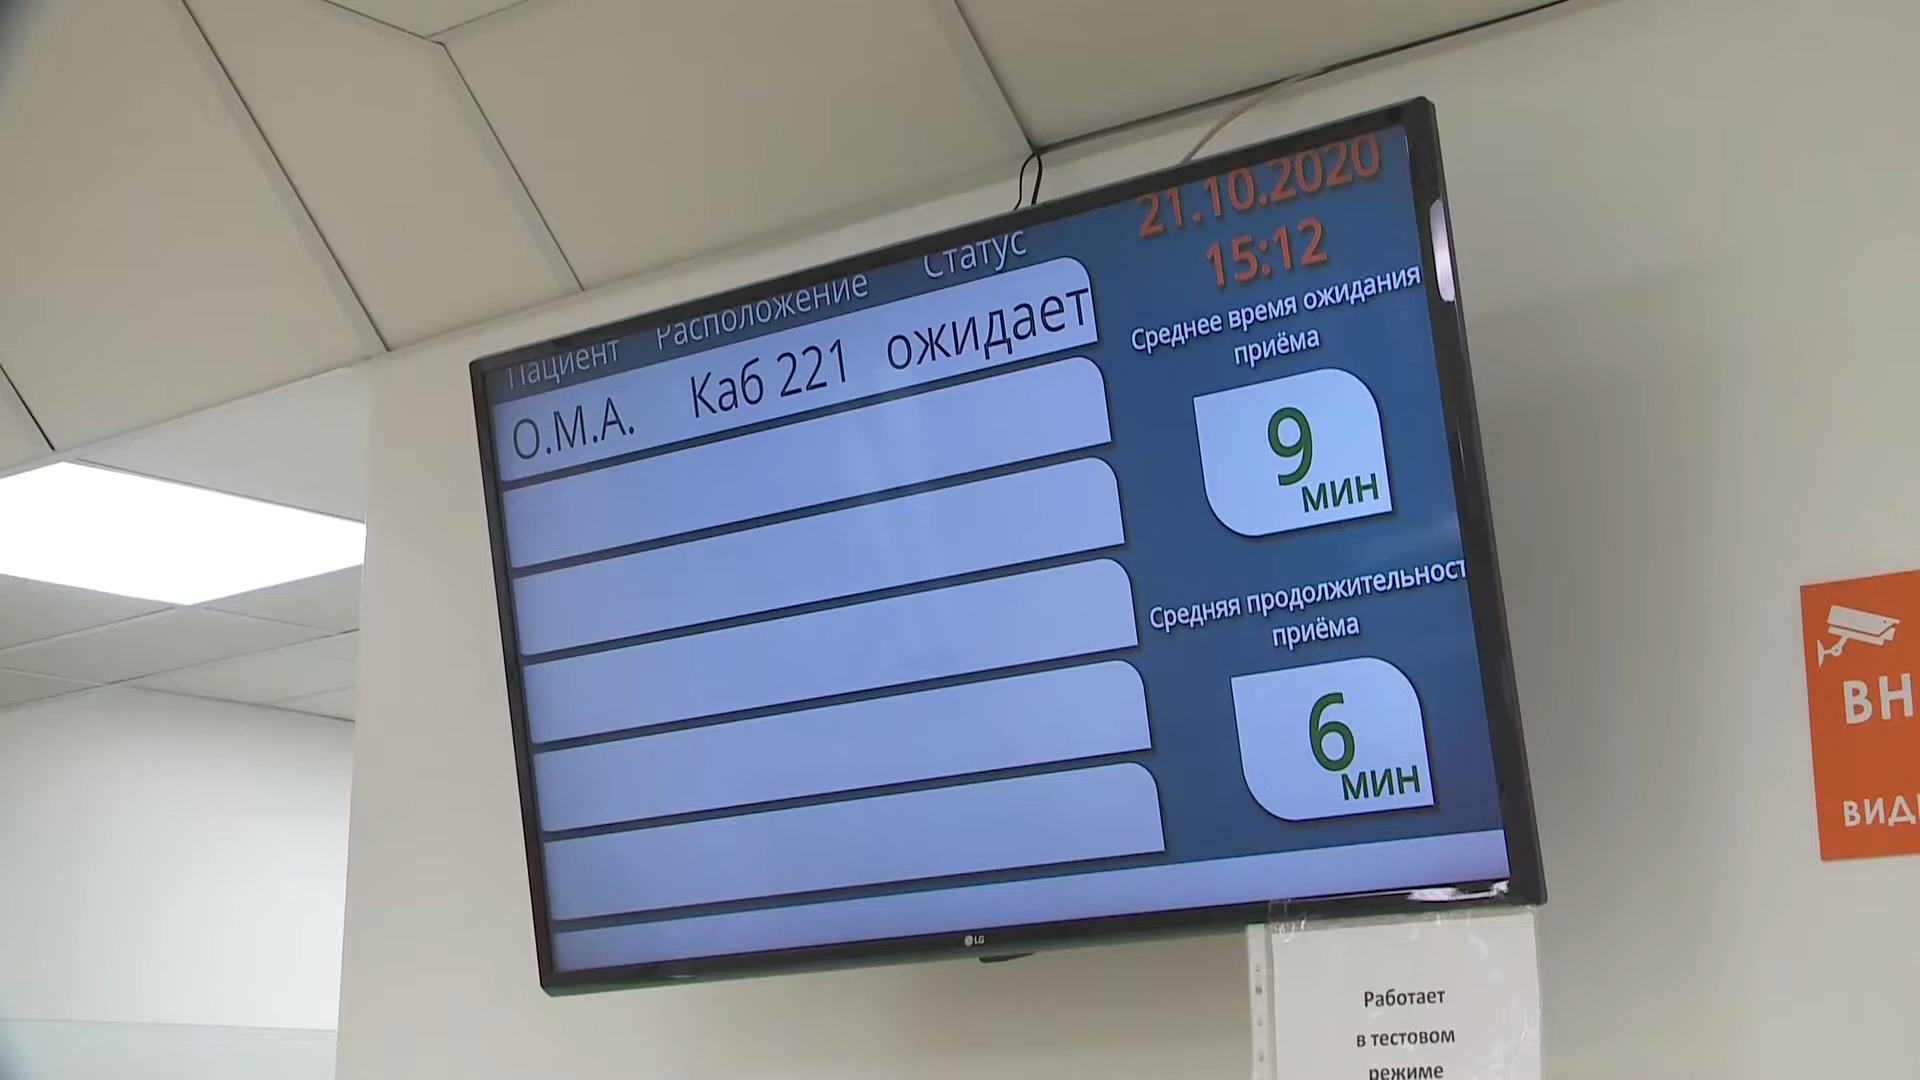 Пациент Расположение Статус
О.М.А. Каб 221 ожидает
21.10.2020
15:12
Среднее время ожидания
приёма
9
мин
Средняя продолжительност
приёма
6
мин
LG
Работает
в тестовом
режиме
ВН
ВИД